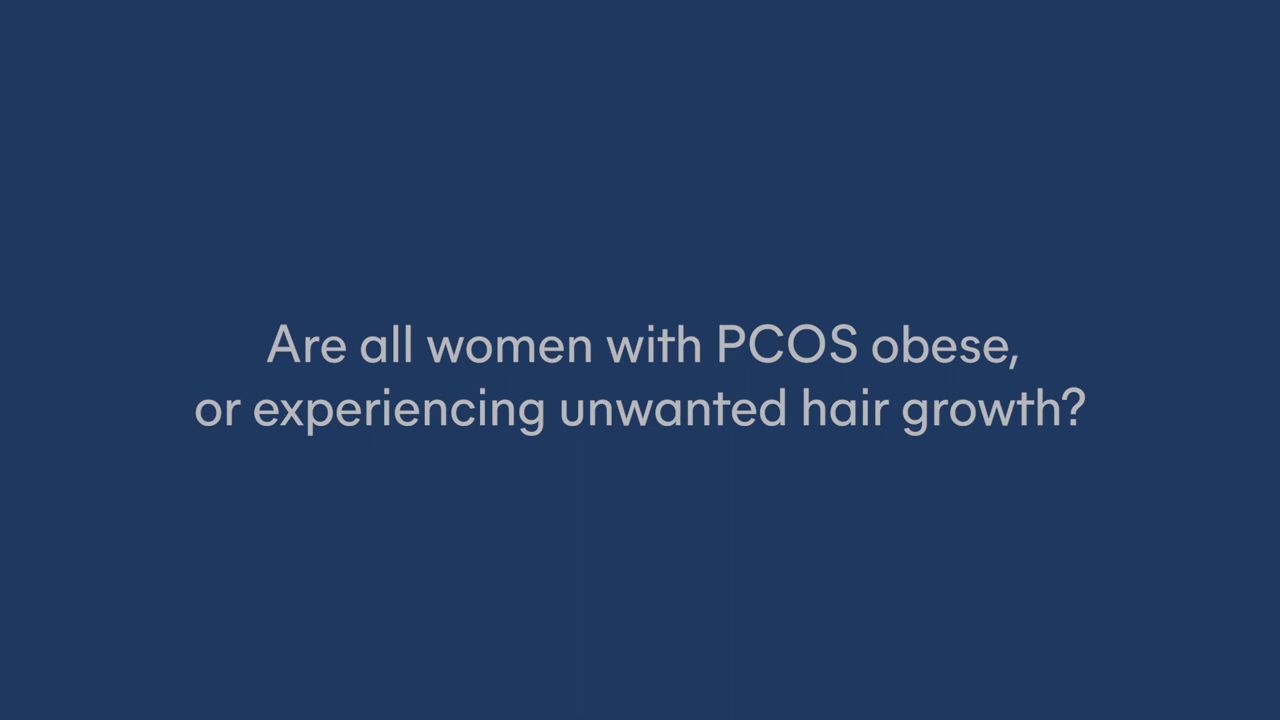 Are all women with PCOS obese,
or experiencing unwanted hair growth?